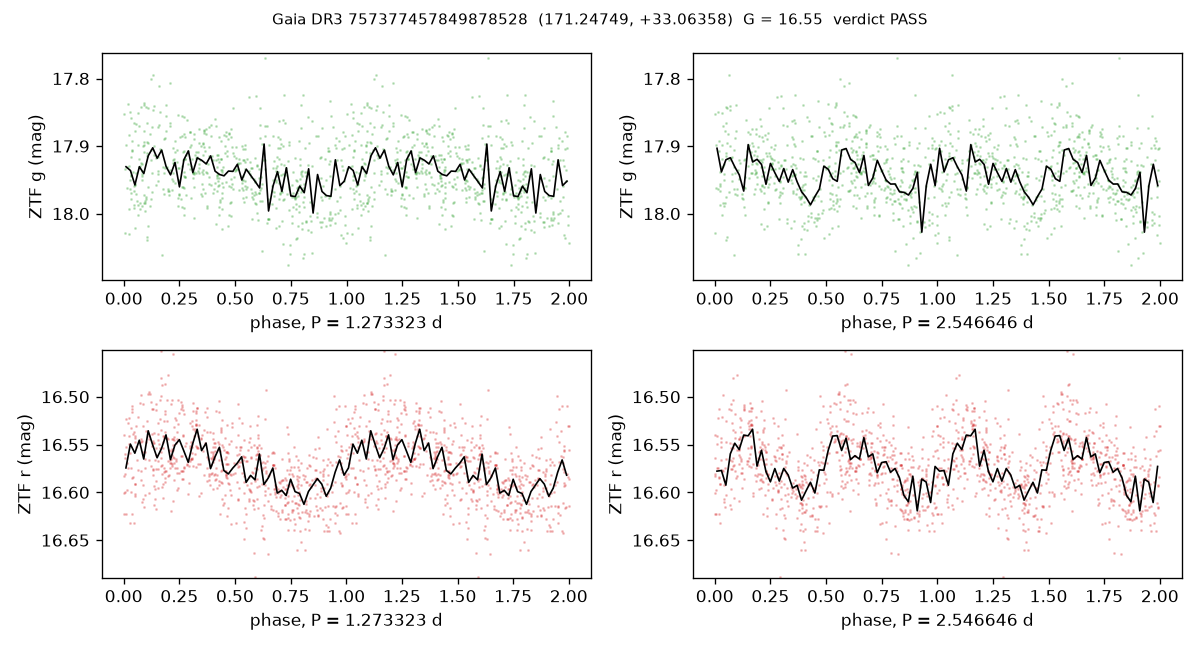 Gaia DR3 757377457849878528  (171.24749, +33.06358)  G = 16.55  verdict PASS
ZTF g (mag)
17.8
17.9
18.0
0.00 0.25 0.50 0.75 1.00 1.25 1.50 1.75 2.00
phase, P = 1.273323 d
ZTF g (mag)
17.8
17.9
18.0
0.00 0.25 0.50 0.75 1.00 1.25 1.50 1.75 2.00
phase, P = 2.546646 d
ZTF r (mag)
16.50
16.55
16.60
16.65
0.00 0.25 0.50 0.75 1.00 1.25 1.50 1.75 2.00
phase, P = 1.273323 d
ZTF r (mag)
16.50
16.55
16.60
16.65
0.00 0.25 0.50 0.75 1.00 1.25 1.50 1.75 2.00
phase, P = 2.546646 d